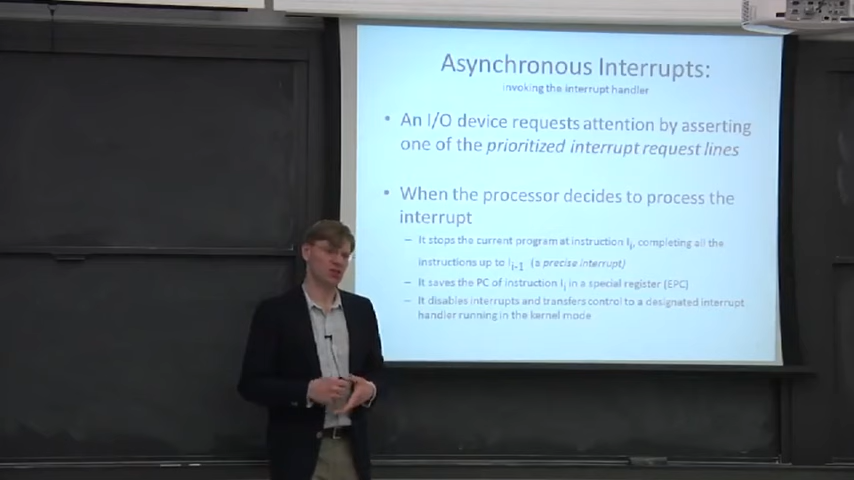 Asynchronous Interrupts:
invoking the interrupt handler
• An I/O device requests attention by asserting
one of the prioritized interrupt request lines
• When the processor decides to process the
interrupt
– It stops the current program at instruction Iᵢ, completing all the
instructions up to Iᵢ₋₁ (a precise interrupt)
– It saves the PC of instruction Iᵢ in a special register (EPC)
– It disables interrupts and transfers control to a designated interrupt
handler running in the kernel mode